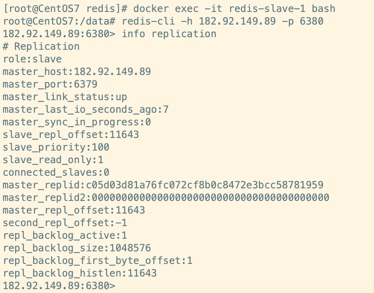 [root@CentOS7 redis]# docker exec -it redis-slave-1 bash
root@CentOS7:/data# redis-cli -h 182.92.149.89 -p 6380
182.92.149.89:6380> info replication
# Replication
role:slave
master_host:182.92.149.89
master_port:6379
master_link_status:up
master_last_io_seconds_ago:7
master_sync_in_progress:0
slave_repl_offset:11643
slave_priority:100
slave_read_only:1
connected_slaves:0
master_replid:c05d03d81a76fc072cf8b0c8472e3bcc58781959
master_replid2:0000000000000000000000000000000000000000
master_repl_offset:11643
second_repl_offset:-1
repl_backlog_active:1
repl_backlog_size:1048576
repl_backlog_first_byte_offset:1
repl_backlog_histlen:11643
182.92.149.89:6380>